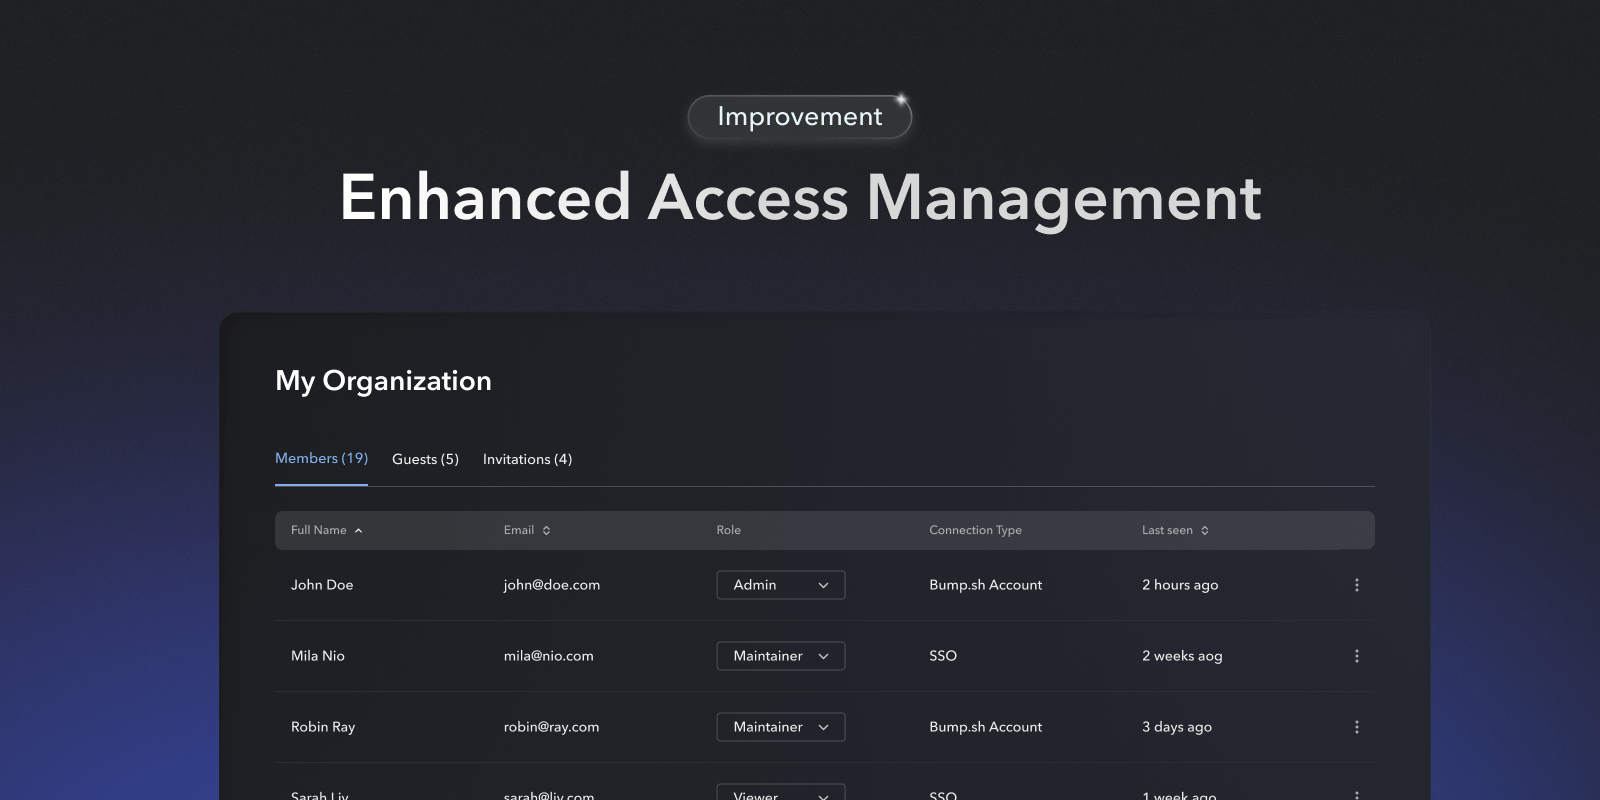 Improvement
Enhanced Access Management
My Organization
Members (19) Guests (5) Invitations (4)
Full Name Email Role Connection Type Last seen
John Doe john@doe.com Admin Bump.sh Account 2 hours ago
Mila Nio mila@nio.com Maintainer SSO 2 weeks aog
Robin Ray robin@ray.com Maintainer Bump.sh Account 3 days ago
Sarah Liv sarah@liv.com Viewer SSO 1 week ago